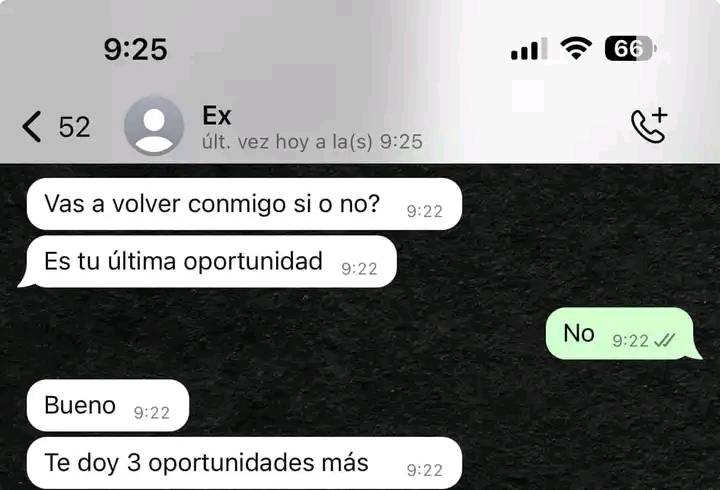 9:25
66
52
Ex
últ. vez hoy a la(s) 9:25
Vas a volver conmigo si o no? 9:22
Es tu última oportunidad 9:22
No 9:22
Bueno 9:22
Te doy 3 oportunidades más 9:22